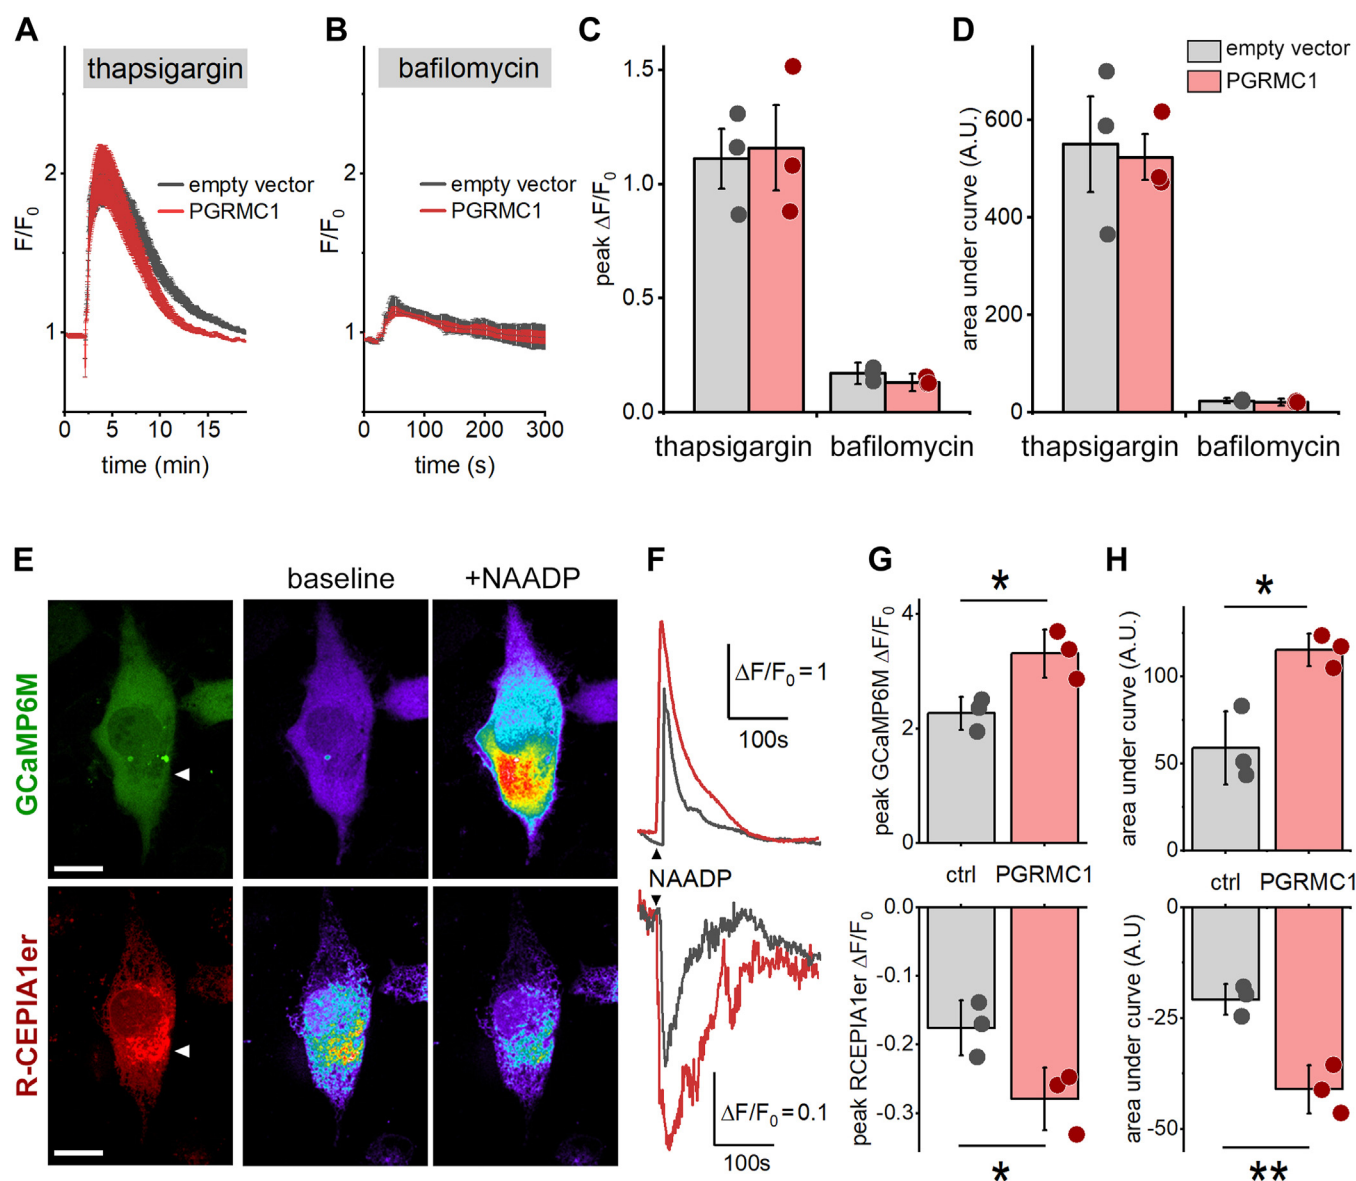 A
thapsigargin
F/F0
2
1
empty vector
PGRMC1
0 5 10 15
time (min)
B
bafilomycin
F/F0
2
1
empty vector
PGRMC1
0 100 200 300
time (s)
C
peak ΔF/F0
1.5
1.0
0.5
0.0
thapsigargin bafilomycin
D
empty vector
PGRMC1
area under curve (A.U.)
600
400
200
0
thapsigargin bafilomycin
E
baseline +NAADP
GCaMP6M
R-CEPIA1er
F
ΔF/F0 = 1
100s
NAADP
ΔF/F0 = 0.1
100s
G
*
peak GCaMP6M ΔF/F0
4
2
0
ctrl PGRMC1
peak RCEPIA1er ΔF/F0
0.0
-0.1
-0.2
-0.3
*
H
*
area under curve (A.U.)
100
50
0
ctrl PGRMC1
area under curve (A.U)
0
-25
-50
**